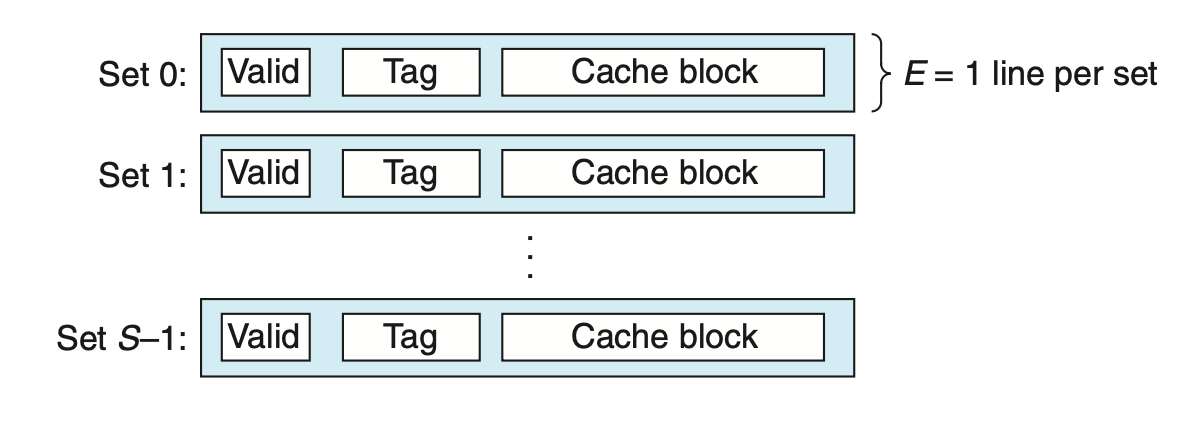 Set 0: Valid Tag Cache block E = 1 line per set
Set 1: Valid Tag Cache block
⋮
Set S–1: Valid Tag Cache block